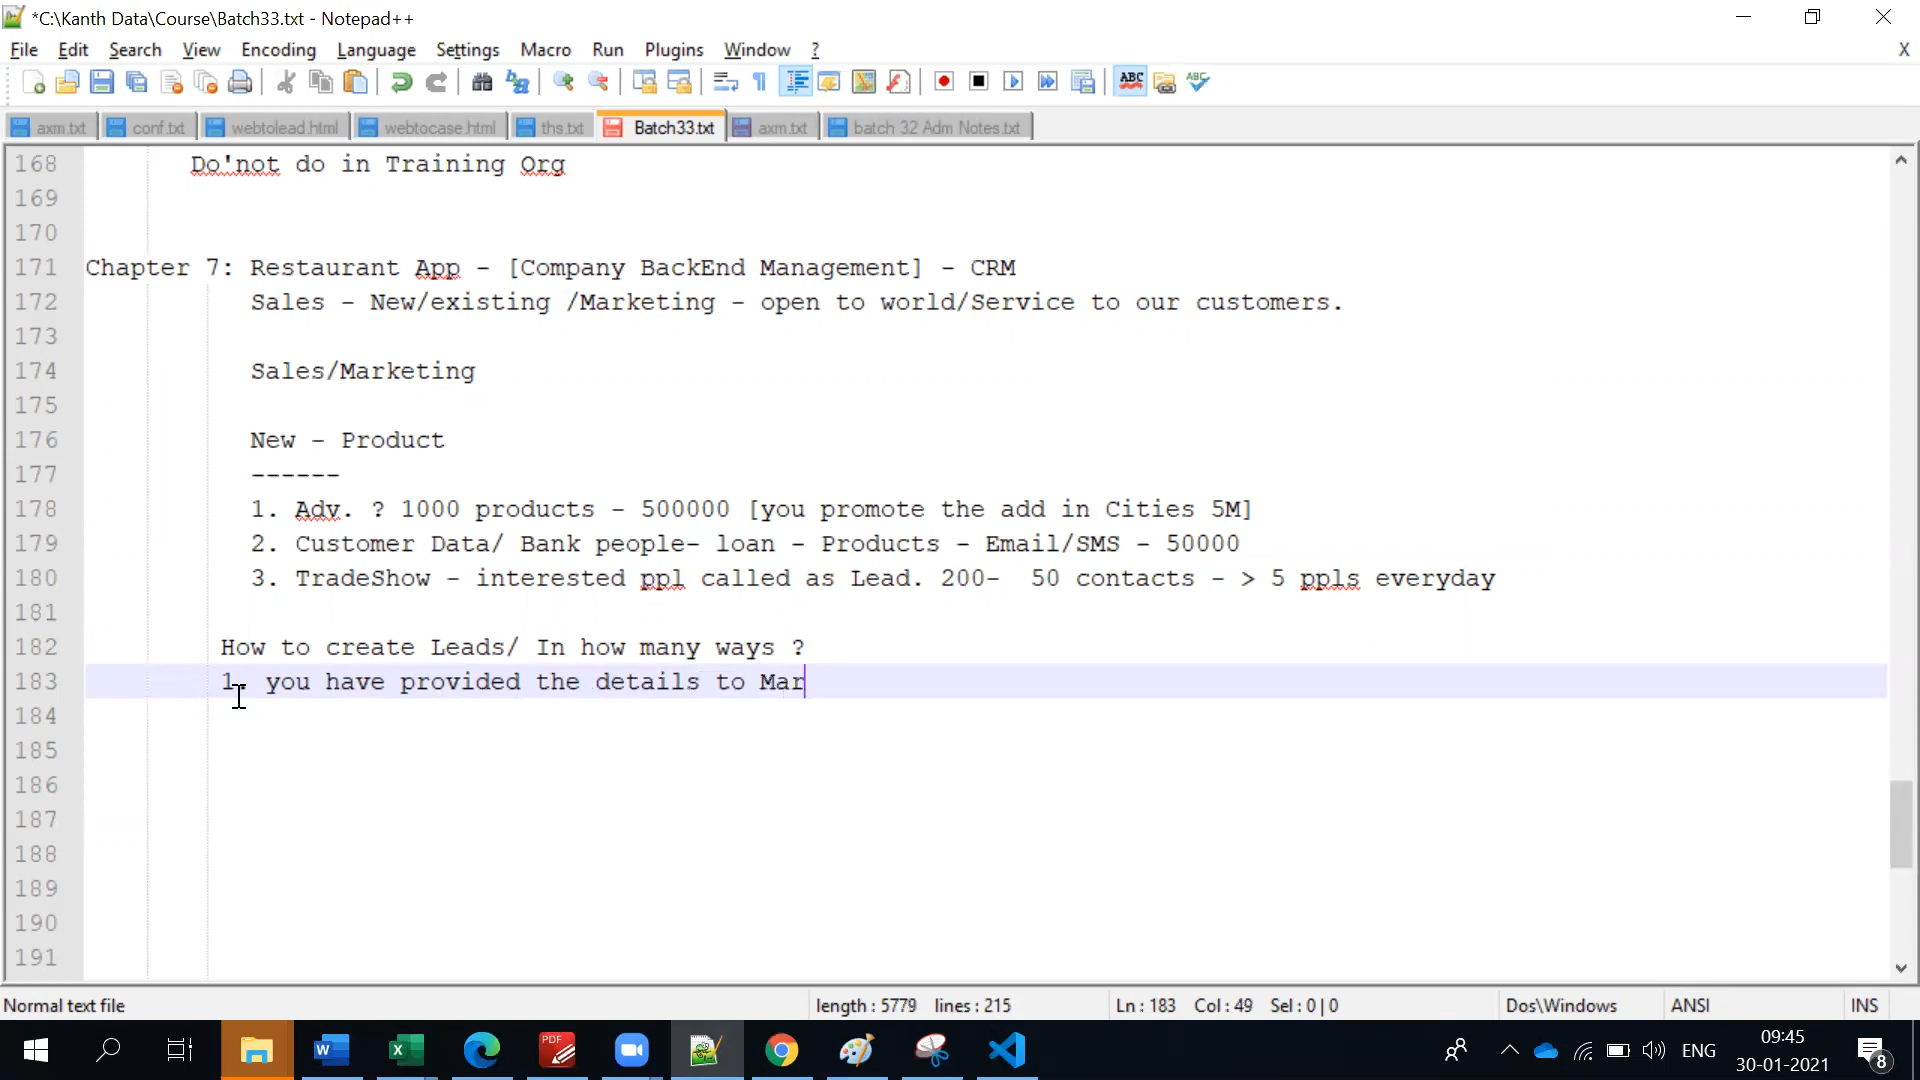 *C:\Kanth Data\Course\Batch33.txt - Notepad++
File Edit Search View Encoding Language Settings Macro Run Plugins Window ? X
ABC ABC
axm.txt conf.txt webtolead.html webtocase.html ths.txt Batch33.txt axm.txt batch 32 Adm Notes.txt
168 Do'not do in Training Org
169
170
171 Chapter 7: Restaurant App - [Company BackEnd Management] - CRM
172 Sales - New/existing /Marketing - open to world/Service to our customers.
173
174 Sales/Marketing
175
176 New - Product
177 ------
178 1. Adv. ? 1000 products - 500000 [you promote the add in Cities 5M]
179 2. Customer Data/ Bank people- loan - Products - Email/SMS - 50000
180 3. TradeShow - interested ppl called as Lead. 200- 50 contacts - > 5 ppls everyday
181
182 How to create Leads/ In how many ways ?
183 1. you have provided the details to Mar
184
185
186
187
188
189
190
191
Normal text file length : 5779 lines : 215 Ln : 183 Col : 49 Sel : 0 | 0 Dos\Windows ANSI INS
W X PDF ENG 09:45
30-01-2021 8